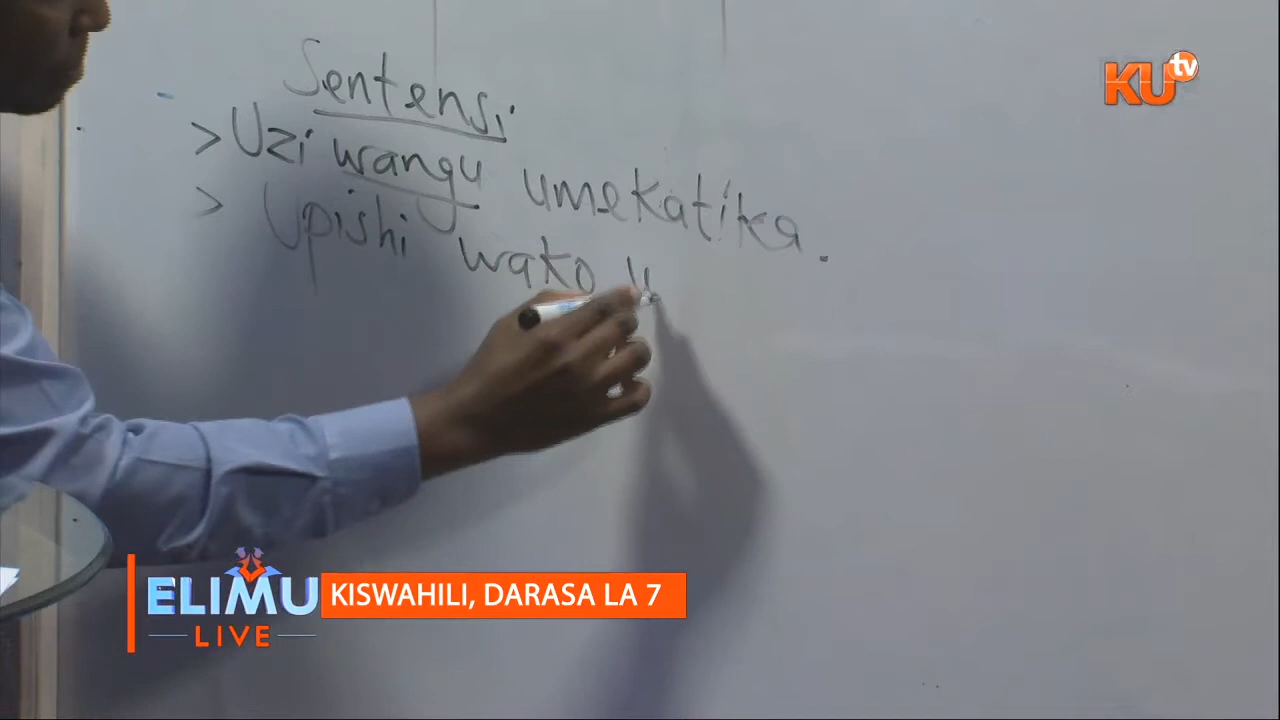 Sentensi
> Uzi wangu umekatika.
> Upishi wako
KU tv
ELIMU
LIVE
KISWAHILI, DARASA LA 7